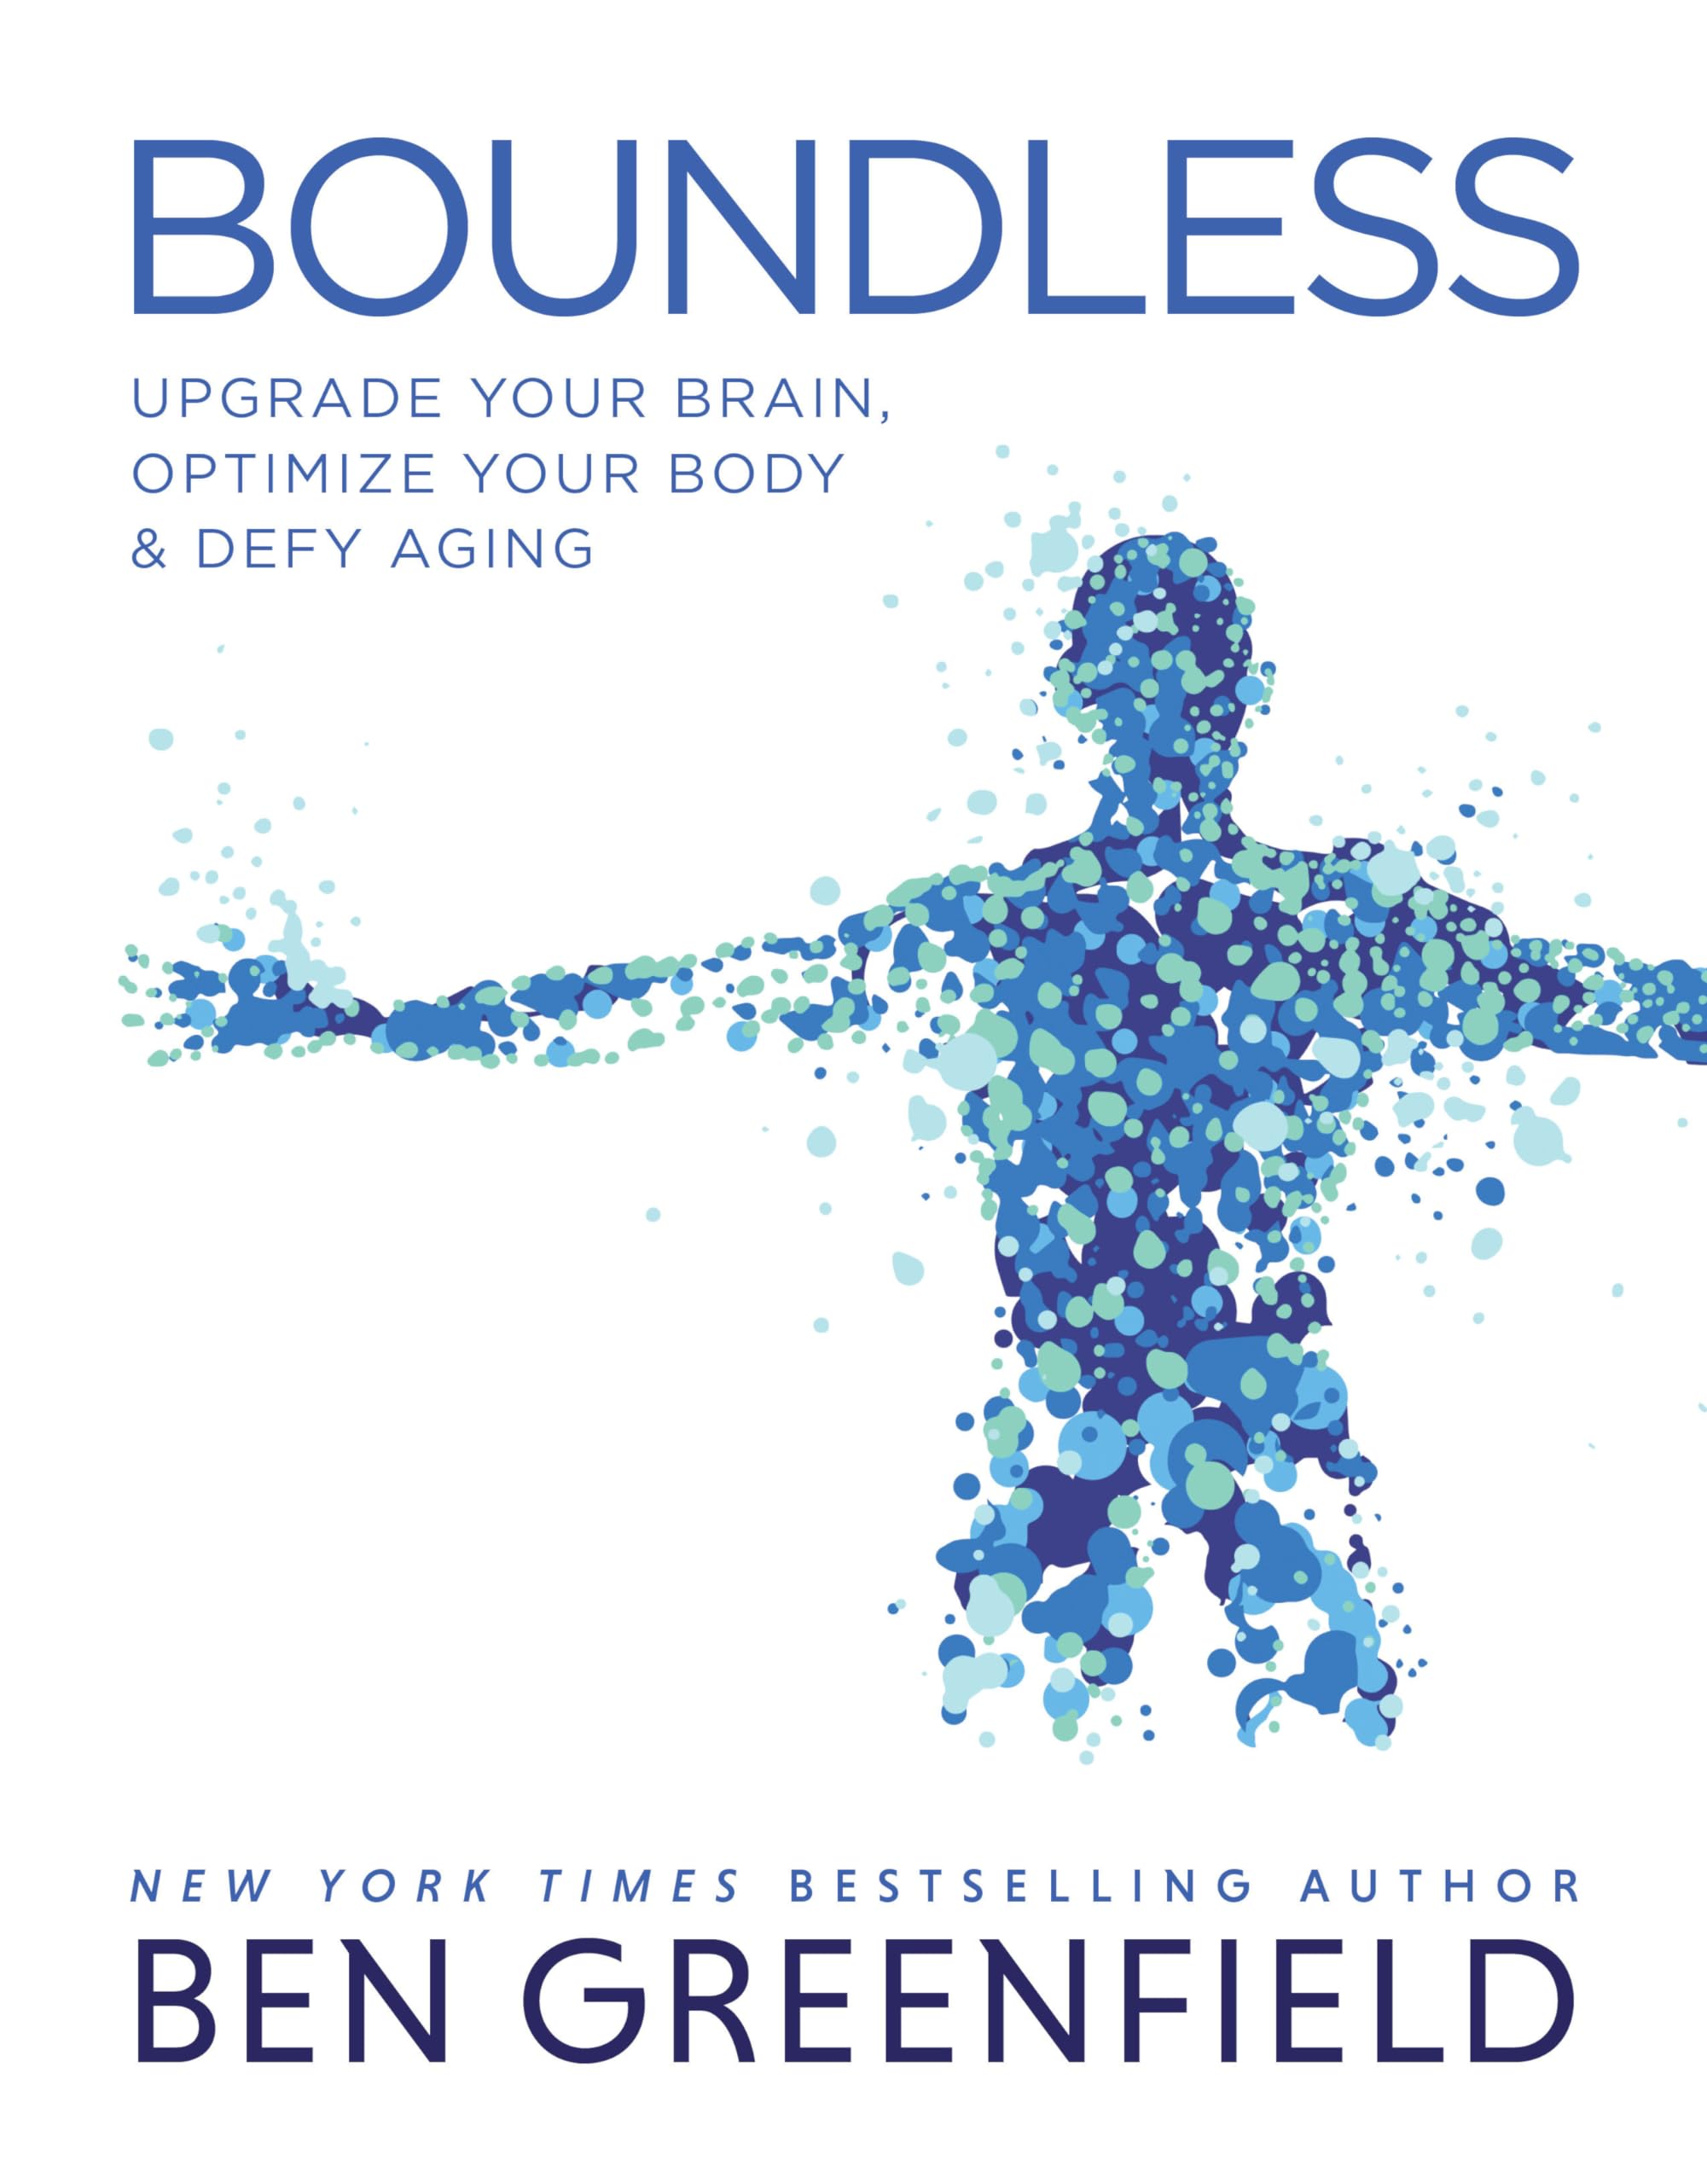 BOUNDLESS
UPGRADE YOUR BRAIN,
OPTIMIZE YOUR BODY
& DEFY AGING
NEW YORK TIMES BESTSELLING AUTHOR
BEN GREENFIELD